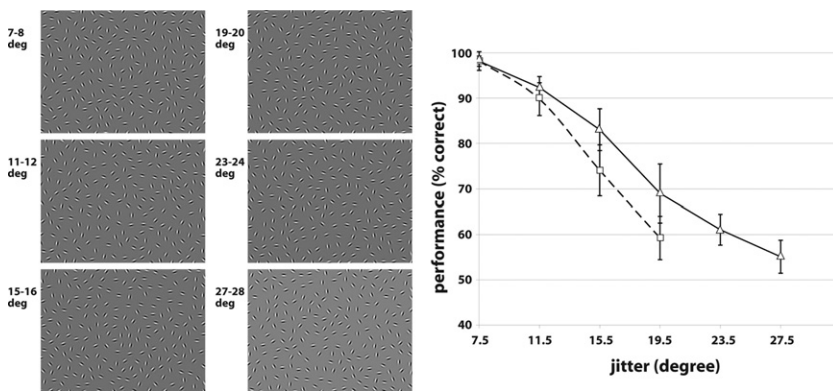 7-8
deg
19-20
deg
11-12
deg
23-24
deg
15-16
deg
27-28
deg
performance (% correct)
100
90
80
70
60
50
40
7.5
11.5
15.5
19.5
23.5
27.5
jitter (degree)